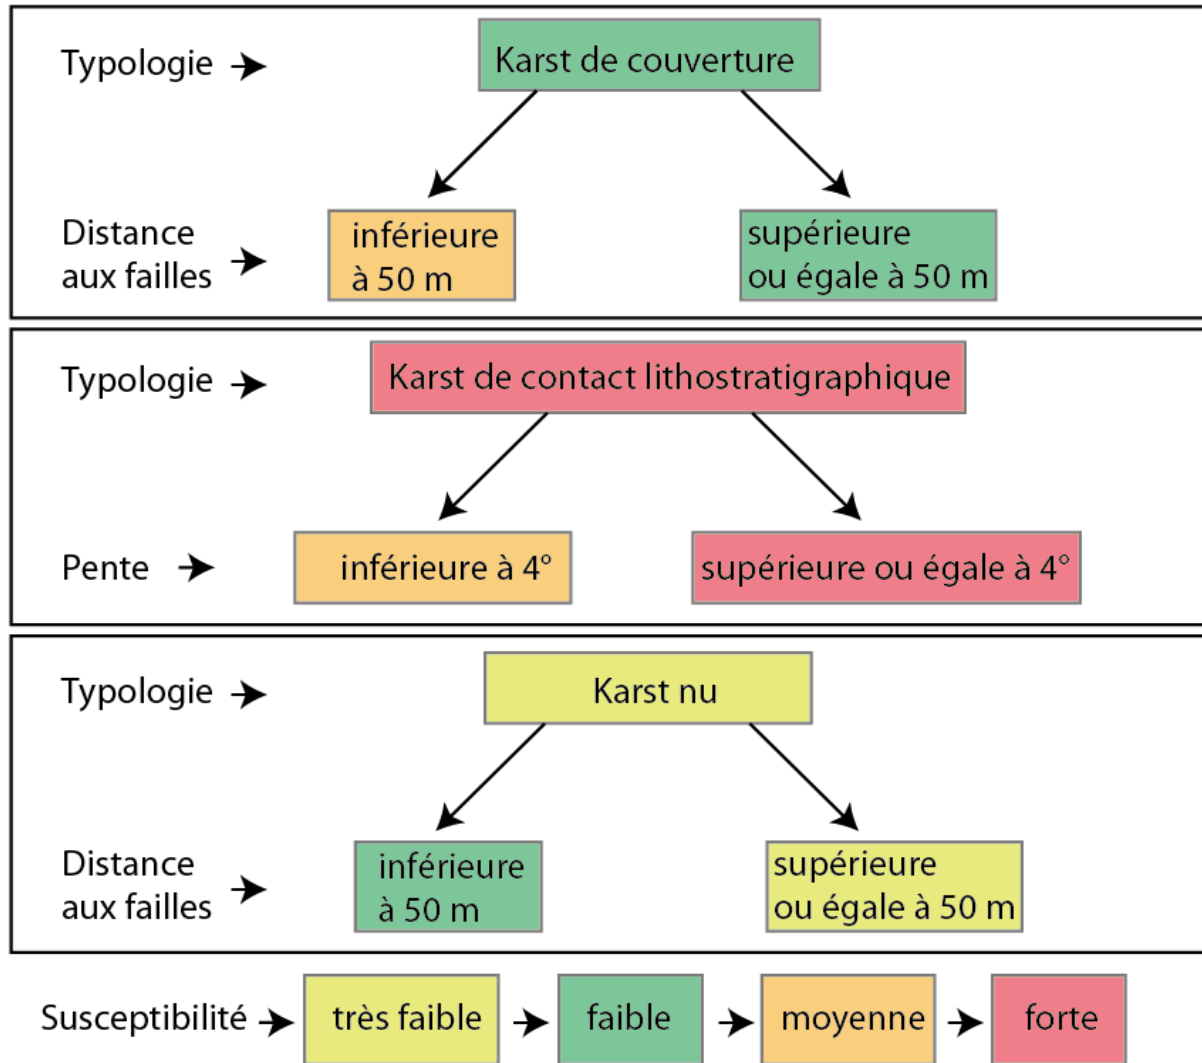 Typologie
Karst de couverture
Distance
aux failles
inférieure
à 50 m
supérieure
ou égale à 50 m
Typologie
Karst de contact lithostratigraphique
Pente
inférieure à 4°
supérieure ou égale à 4°
Typologie
Karst nu
Distance
aux failles
inférieure
à 50 m
supérieure
ou égale à 50 m
Susceptibilité
très faible
faible
moyenne
forte